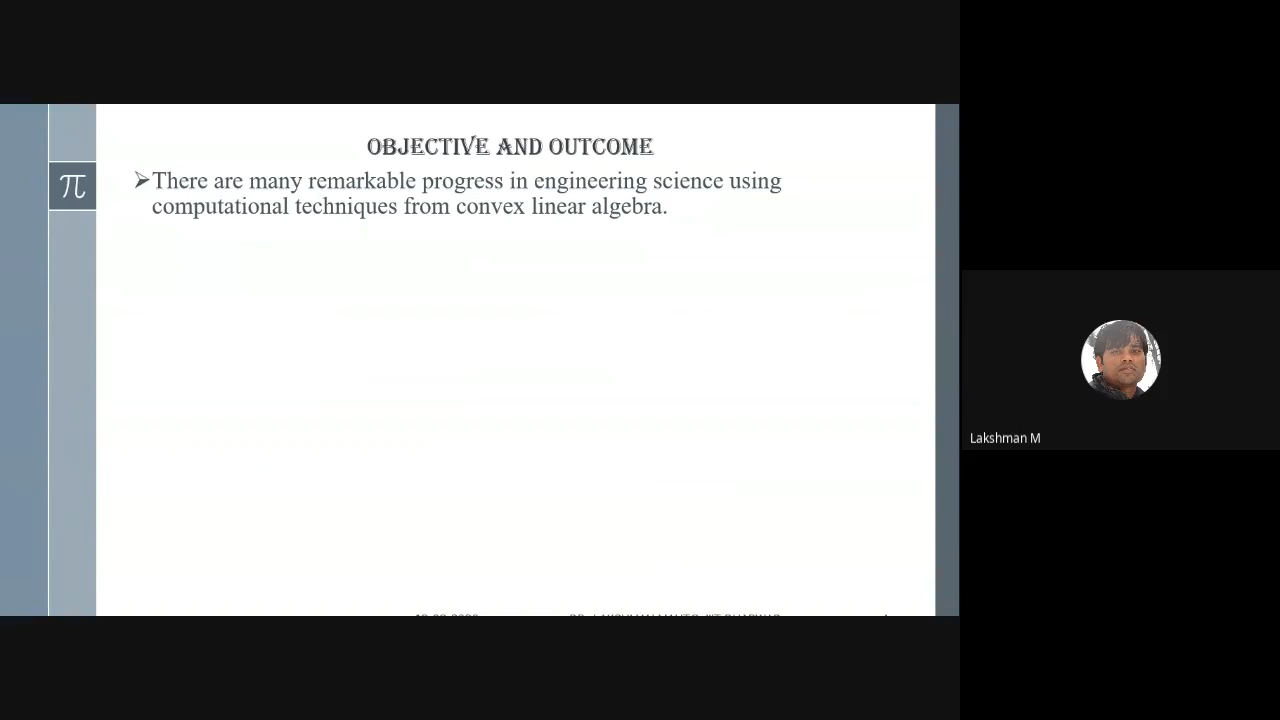 OBJECTIVE AND OUTCOME
π
➢There are many remarkable progress in engineering science using
computational techniques from convex linear algebra.
Lakshman M